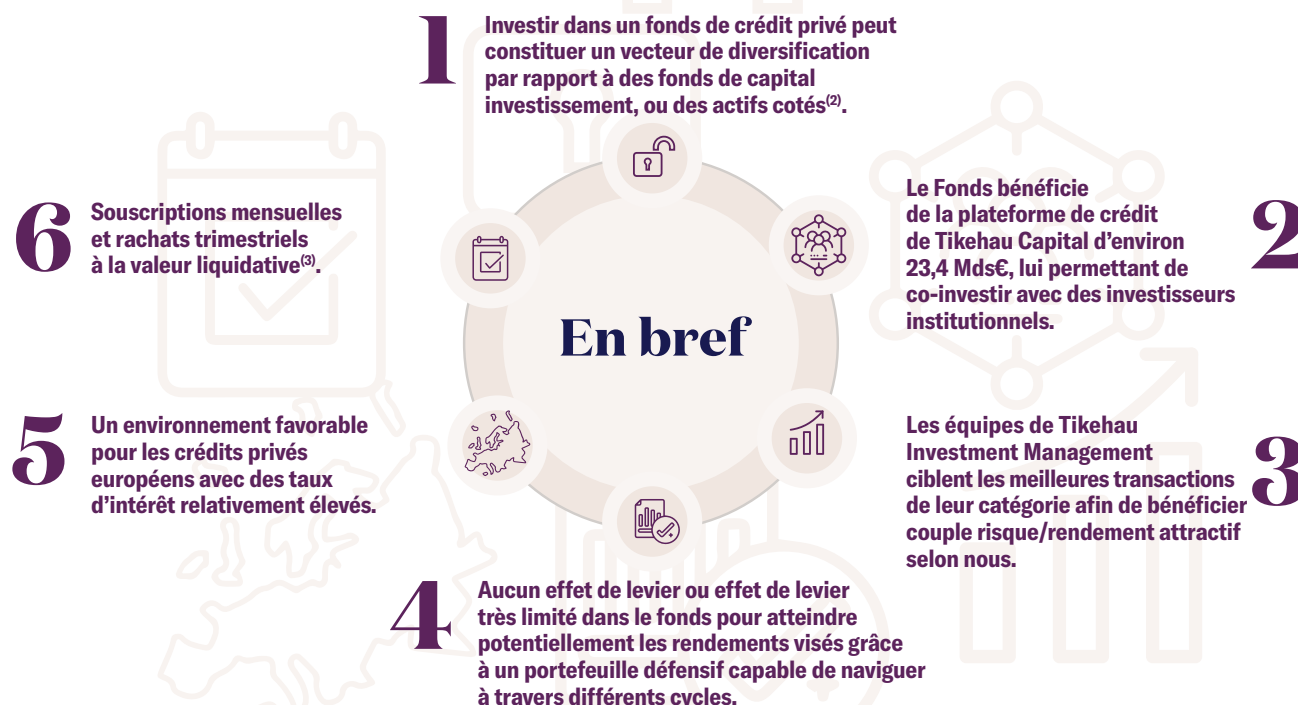 1
Investir dans un fonds de crédit privé peut
constituer un vecteur de diversification
par rapport à des fonds de capital
investissement, ou des actifs cotés(2).
2
Le Fonds bénéficie
de la plateforme de crédit
de Tikehau Capital d’environ
23,4 Mds€, lui permettant de
co-investir avec des investisseurs
institutionnels.
3
Les équipes de Tikehau
Investment Management
ciblent les meilleures transactions
de leur catégorie afin de bénéficier
couple risque/rendement attractif
selon nous.
4
Aucun effet de levier ou effet de levier
très limité dans le fonds pour atteindre
potentiellement les rendements visés grâce
à un portefeuille défensif capable de naviguer
à travers différents cycles.
5
Un environnement favorable
pour les crédits privés
européens avec des taux
d’intérêt relativement élevés.
6
Souscriptions mensuelles
et rachats trimestriels
à la valeur liquidative(3).
En bref